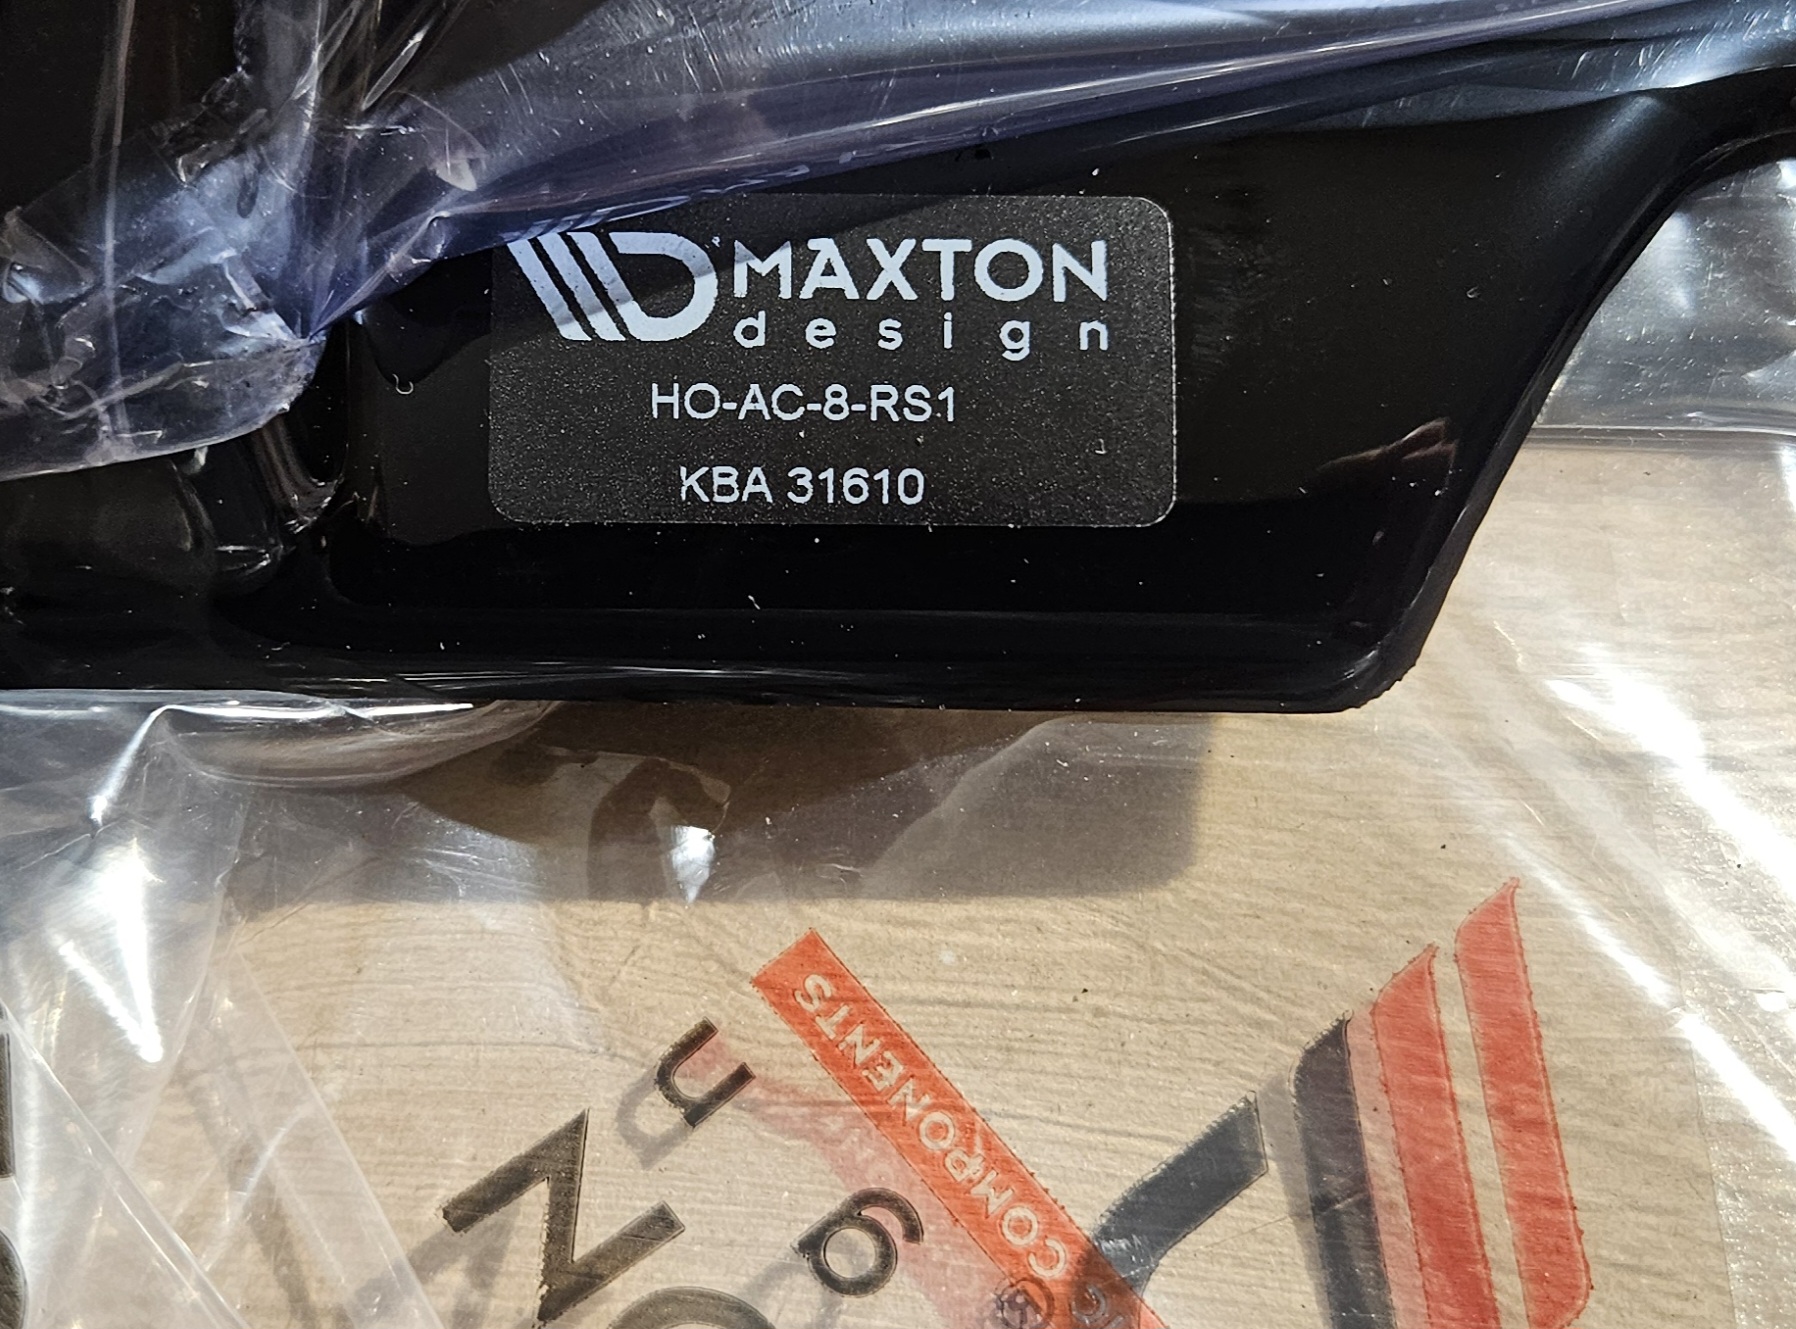 MAXTON
design
HO-AC-8-RS1
KBA 31610
COMPONENTS